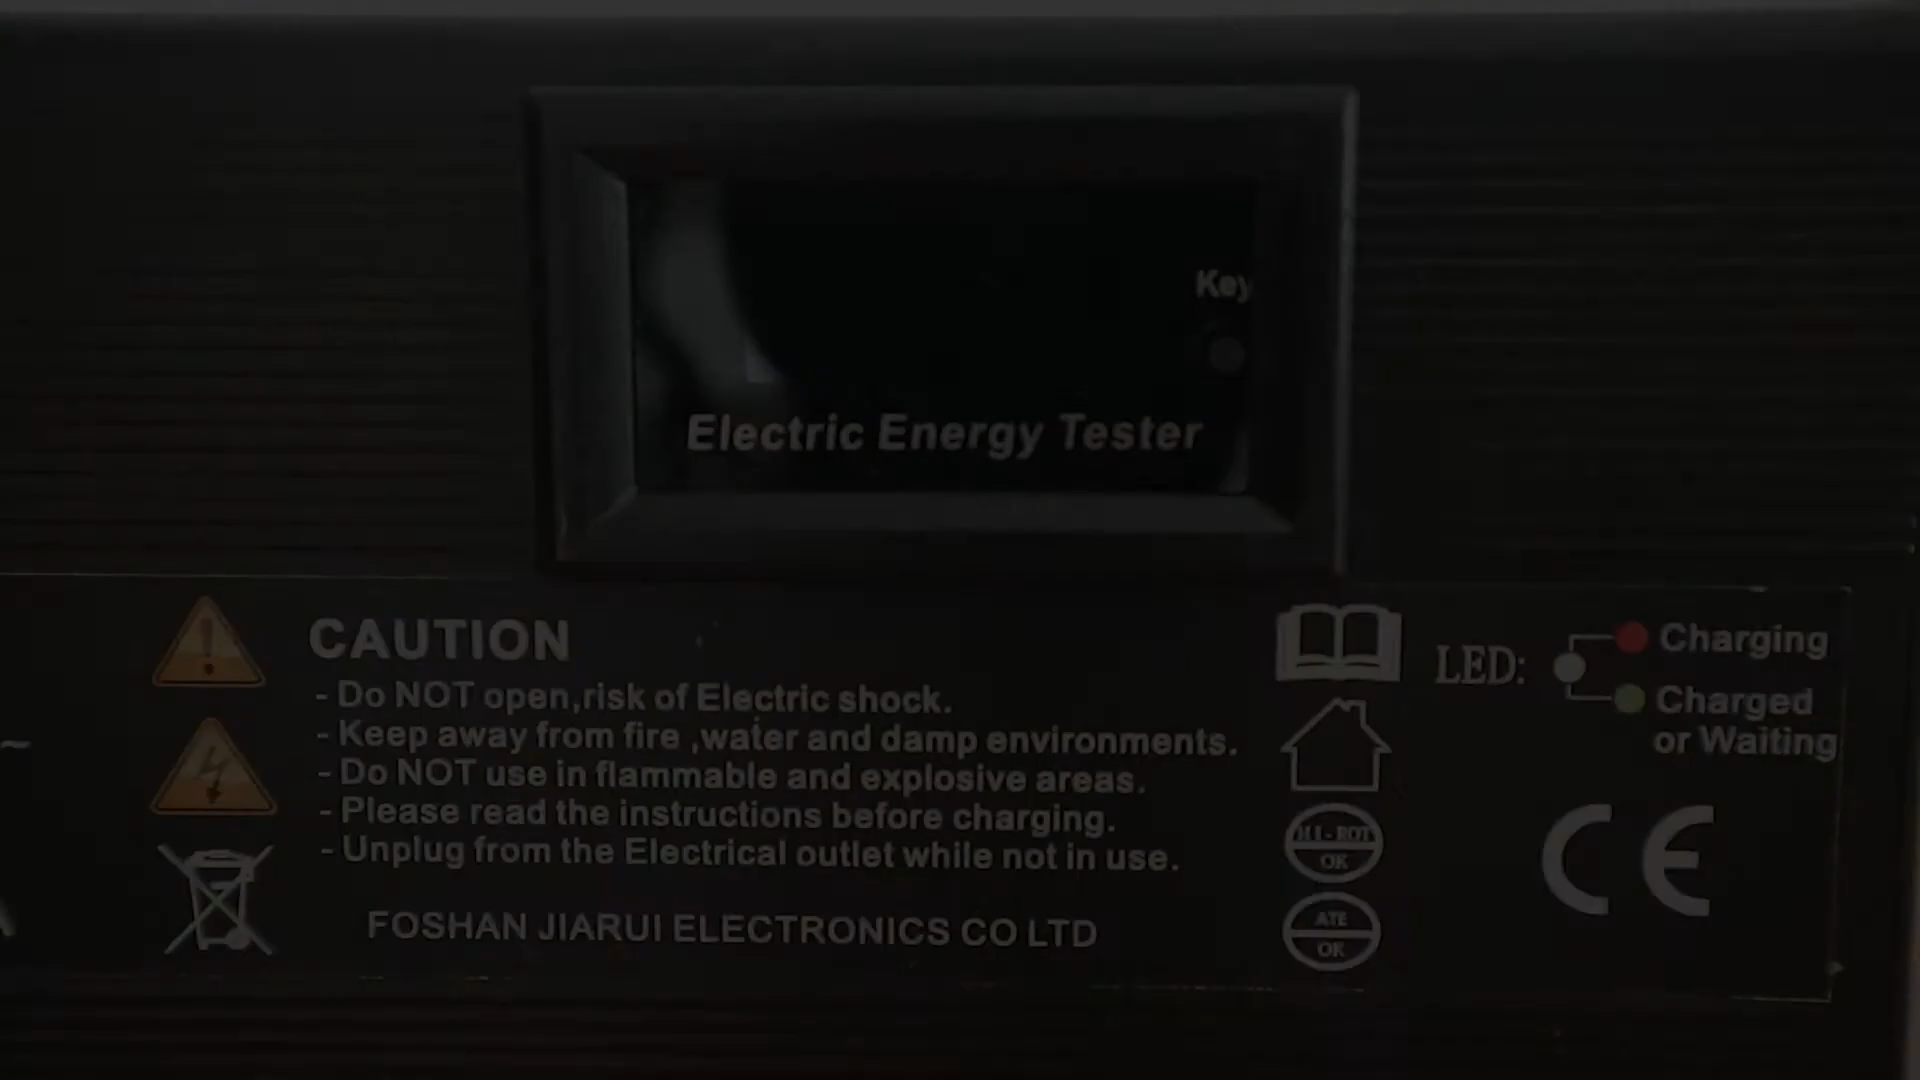 Key
Electric Energy Tester
CAUTION
- Do NOT open,risk of Electric shock.
- Keep away from fire ,water and damp environments.
- Do NOT use in flammable and explosive areas.
- Please read the instructions before charging.
- Unplug from the Electrical outlet while not in use.
FOSHAN JIARUI ELECTRONICS CO LTD
HI-BOT
OK
ATE
OK
LED:
Charging
Charged
or Waiting
CE